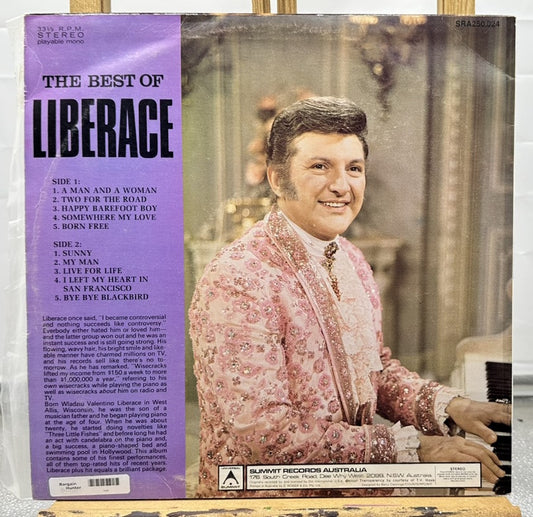 33⅓ R.P.M.
STEREO
playable mono
SRA250,024
THE BEST OF
LIBERACE
SIDE 1:
1. A MAN AND A WOMAN
2. TWO FOR THE ROAD
3. HAPPY BAREFOOT BOY
4. SOMEWHERE MY LOVE
5. BORN FREE
SIDE 2:
1. SUNNY
2. MY MAN
3. LIVE FOR LIFE
4. I LEFT MY HEART IN
SAN FRANCISCO
5. BYE BYE BLACKBIRD
Liberace once said, "I became controversial
and nothing succeeds like controversy."
Everybody either hated him or loved him—
and the latter group won out and he was an
instant success and is still going strong. His
flowing, wavy hair, his bright smile and like-
able manner have charmed millions on TV,
and his records sell like there's no to-
morrow. As he has remarked, "Wisecracks
lifted my income from $150 a week to more
than $1,000,000 a year," referring to his
own wisecracks while playing the piano as
well as wisecracks about him on radio and
TV.
Born Wladau Valentino Liberace in West
Allis, Wisconsin, he was the son of a
musician father and he began playing piano
at the age of four. When he was about
twenty, he started doing novelties like
"Three Little Fishes" and before long he had
an act with candelabra on the piano and,
a big success, a piano-shaped bed and
swimming pool in Hollywood. This album
contains some of his finest performances,
all of them top-rated hits of recent years.
Liberace plus hit equals a brilliant package.
Bargain
Hunter
SUMMIT
SUMMIT RECORDS AUSTRALIA
176 South Creek Road, Dee Why West 2099, N.S.W. Australia.
STEREO